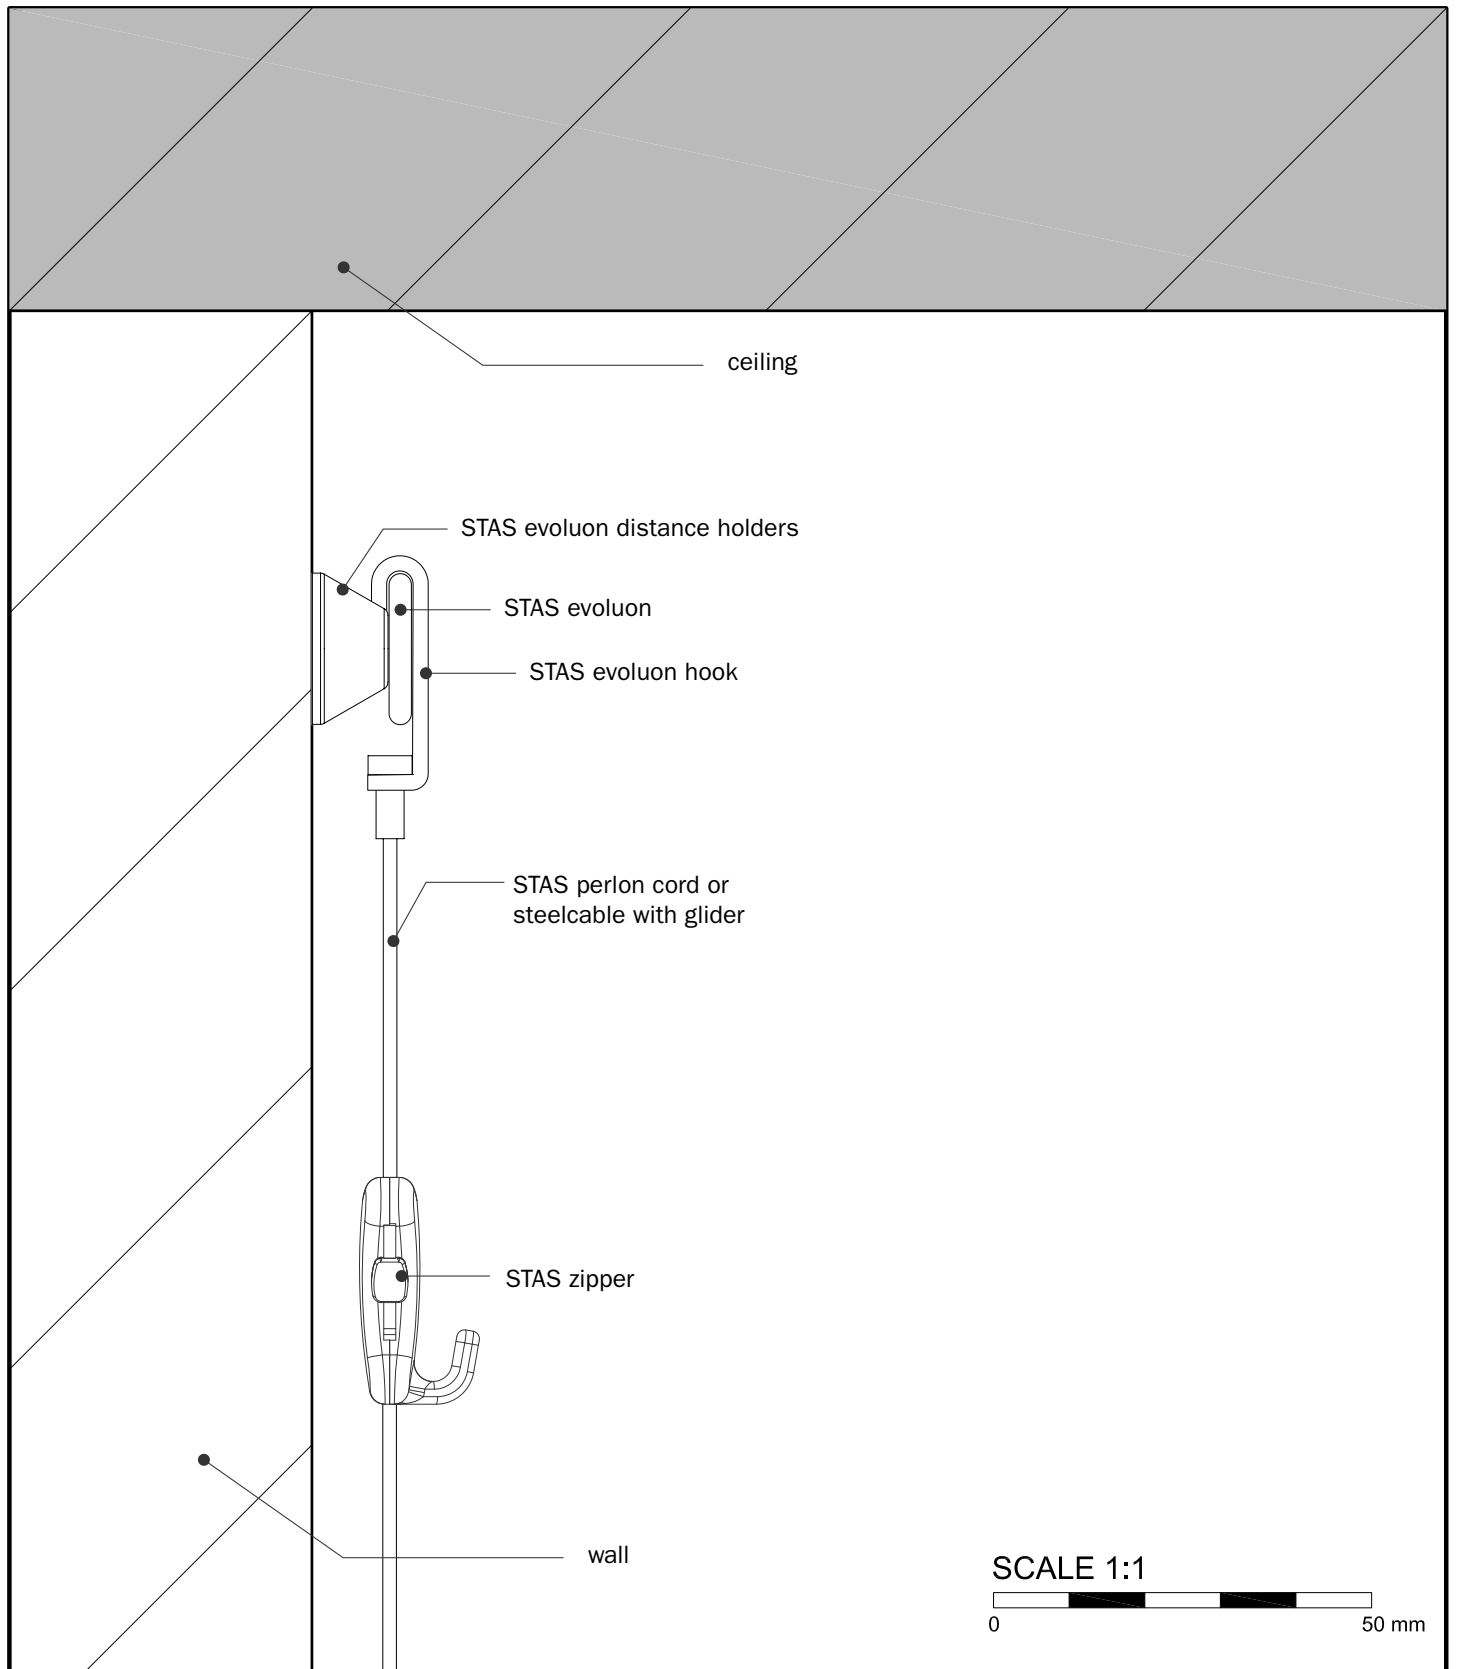 ceiling
STAS evoluon distance holders
STAS evoluon
STAS evoluon hook
STAS perlon cord or
steelcable with glider
STAS zipper
wall
SCALE 1:1
0 50 mm